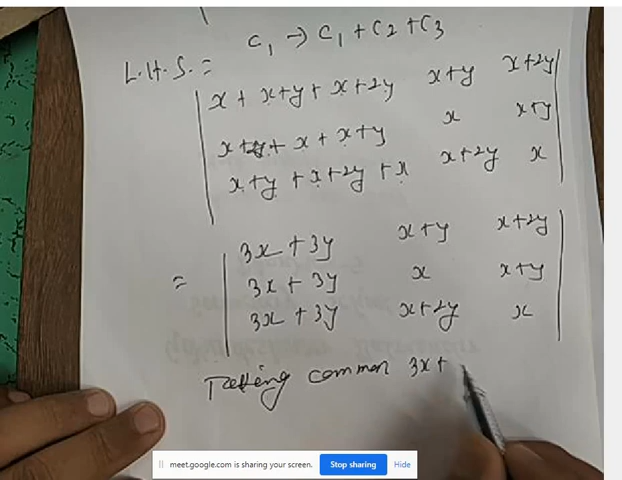 C₁ → C₁ + C₂ + C₃
L.H.S. =
| x + x+y + x+2y   x+y   x+2y |
| x+2y + x + x+y   x   x+y |
| x+y + x+2y + x   x+2y   x |
= | 3x + 3y   x+y   x+2y |
| 3x + 3y   x   x+y |
| 3x + 3y   x+2y   x |
Taking common 3x +
meet.google.com is sharing your screen. Stop sharing Hide